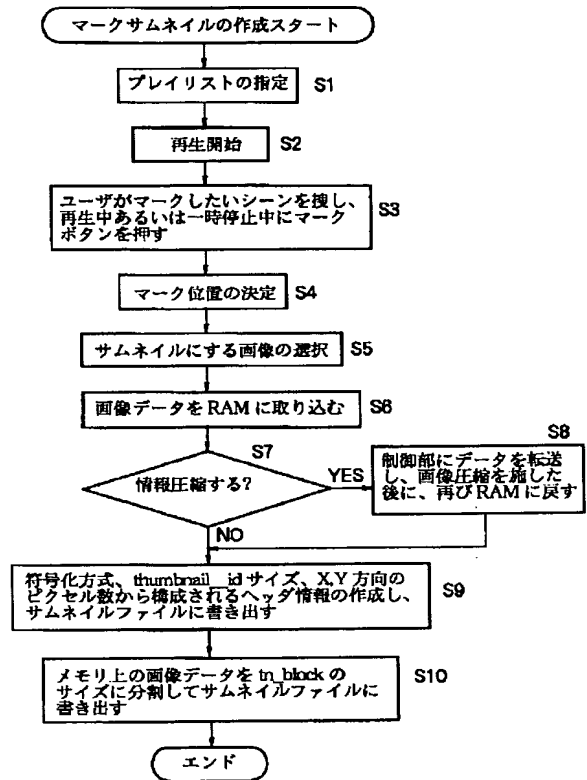 マークサムネイルの作成スタート
プレイリストの指定
S1
再生開始
S2
ユーザがマークしたいシーンを捜し、
再生中あるいは一時停止中にマーク
ボタンを押す
S3
マーク位置の決定
S4
サムネイルにする画像の選択
S5
画像データをRAMに取り込む
S6
S7
情報圧縮する?
YES
NO
S8
制御部にデータを転送
し、画像圧縮を施した
後に、再びRAMに戻す
符号化方式、thumbnail_idサイズ、X,Y方向の
ピクセル数から構成されるヘッダ情報の作成し、
サムネイルファイルに書き出す
S9
メモリ上の画像データをtn_blockの
サイズに分割してサムネイルファイルに
書き出す
S10
エンド